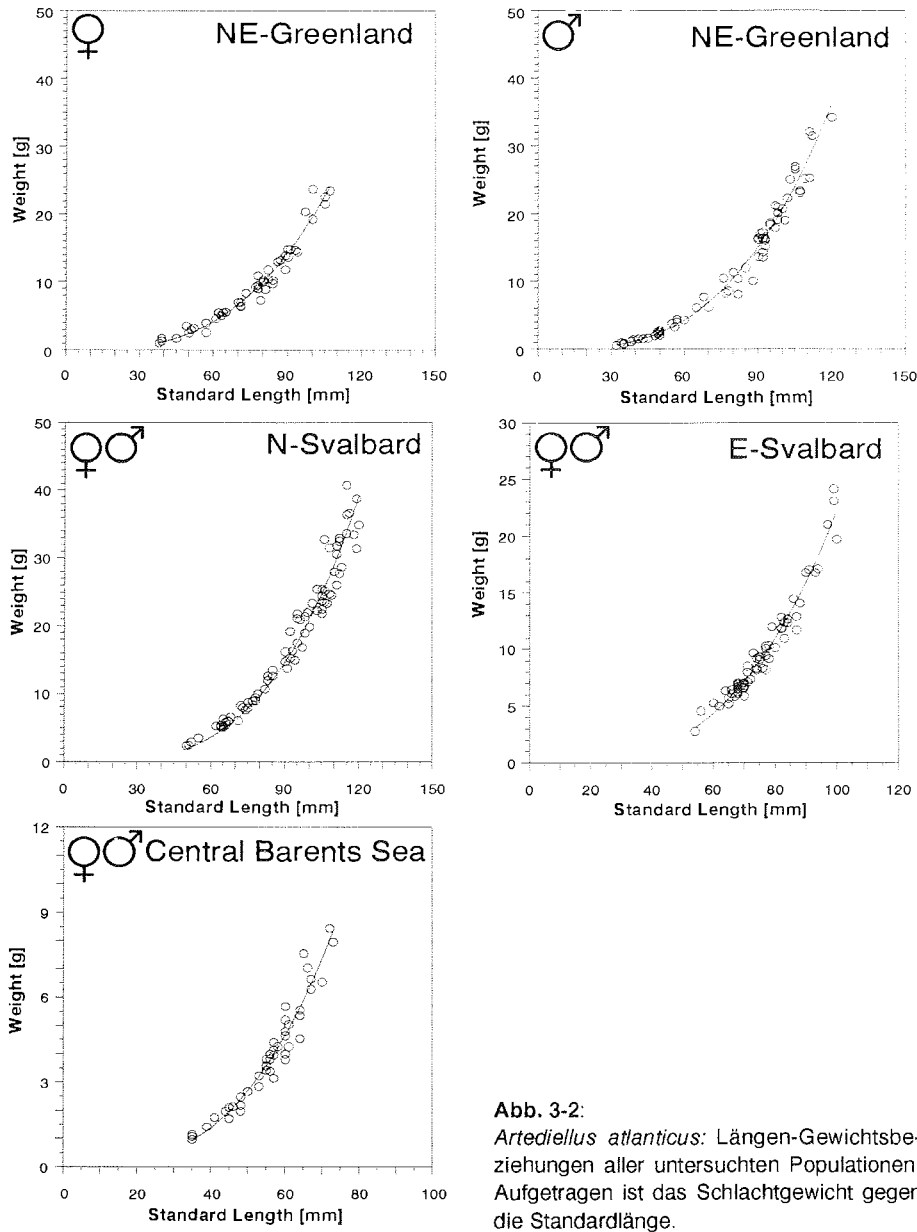 ♀ NE-Greenland
50
40
30
20
10
0
Weight [g]
0 30 60 90 120 150
Standard Length [mm]
♂ NE-Greenland
50
40
30
20
10
0
Weight [g]
0 30 60 90 120 150
Standard Length [mm]
♀♂ N-Svalbard
50
40
30
20
10
0
Weight [g]
0 30 60 90 120 150
Standard Length [mm]
♀♂ E-Svalbard
30
25
20
15
10
5
0
Weight [g]
0 20 40 60 80 100 120
Standard Length [mm]
♀♂ Central Barents Sea
12
9
6
3
0
Weight [g]
0 20 40 60 80 100
Standard Length [mm]
Abb. 3-2:
Artediellus atlanticus: Längen-Gewichtsbe-
ziehungen aller untersuchten Populationen
Aufgetragen ist das Schlachtgewicht geger
die Standardlänge.